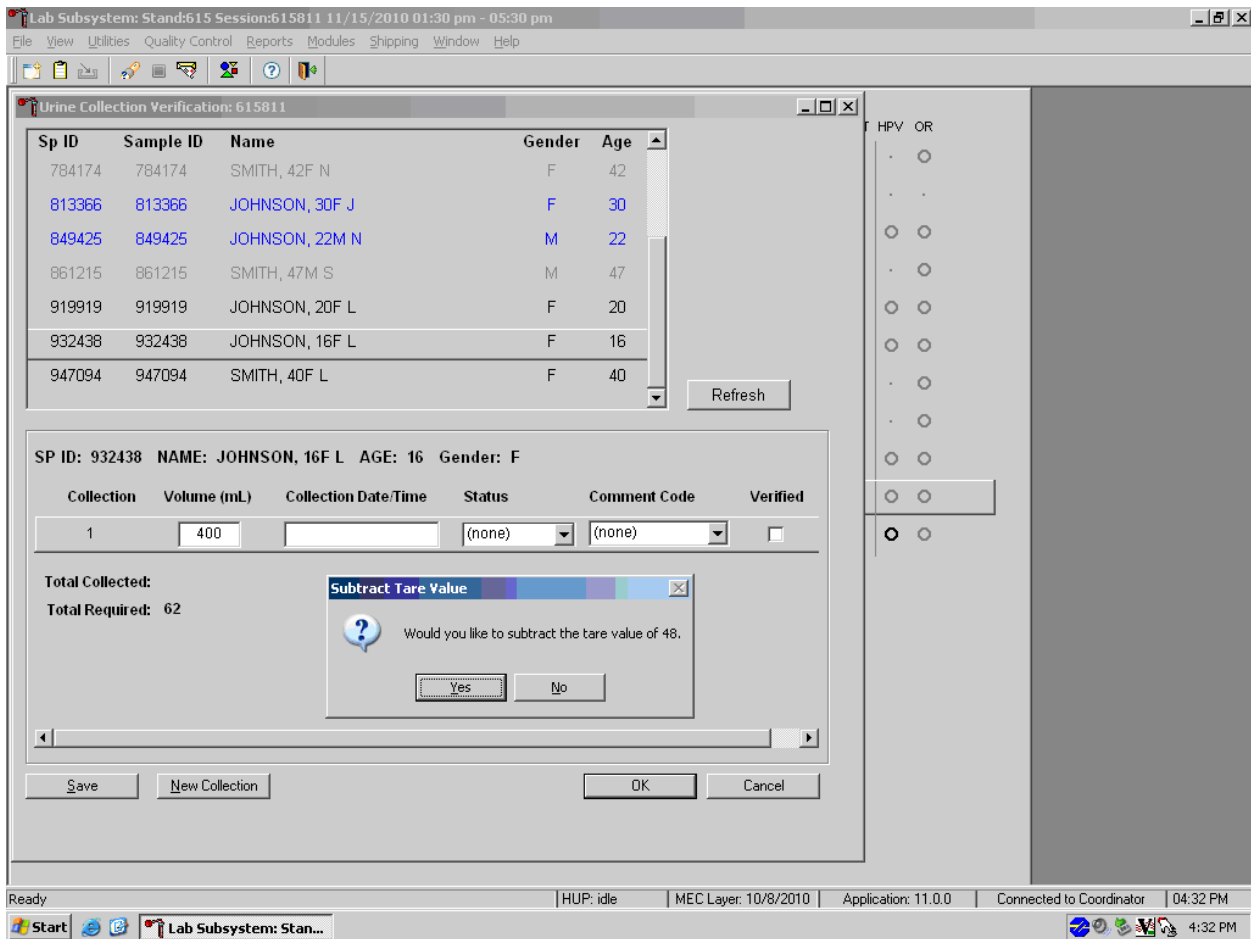 Lab Subsystem: Stand:615 Session:615811 11/15/2010 01:30 pm - 05:30 pm
File View Utilities Quality Control Reports Modules Shipping Window Help
Urine Collection Verification: 615811
T HPV OR
Sp ID Sample ID Name Gender Age
784174 784174 SMITH, 42F N F 42
813366 813366 JOHNSON, 30F J F 30
849425 849425 JOHNSON, 22M N M 22
861215 861215 SMITH, 47M S M 47
919919 919919 JOHNSON, 20F L F 20
932438 932438 JOHNSON, 16F L F 16
947094 947094 SMITH, 40F L F 40
Refresh
SP ID: 932438 NAME: JOHNSON, 16F L AGE: 16 Gender: F
Collection Volume (mL) Collection Date/Time Status Comment Code Verified
1 400 (none) (none)
Total Collected:
Total Required: 62
Subtract Tare Value
Would you like to subtract the tare value of 48.
Yes No
Save New Collection OK Cancel
Ready HUP: idle MEC Layer: 10/8/2010 Application: 11.0.0 Connected to Coordinator 04:32 PM
Start Lab Subsystem: Stan... 4:32 PM